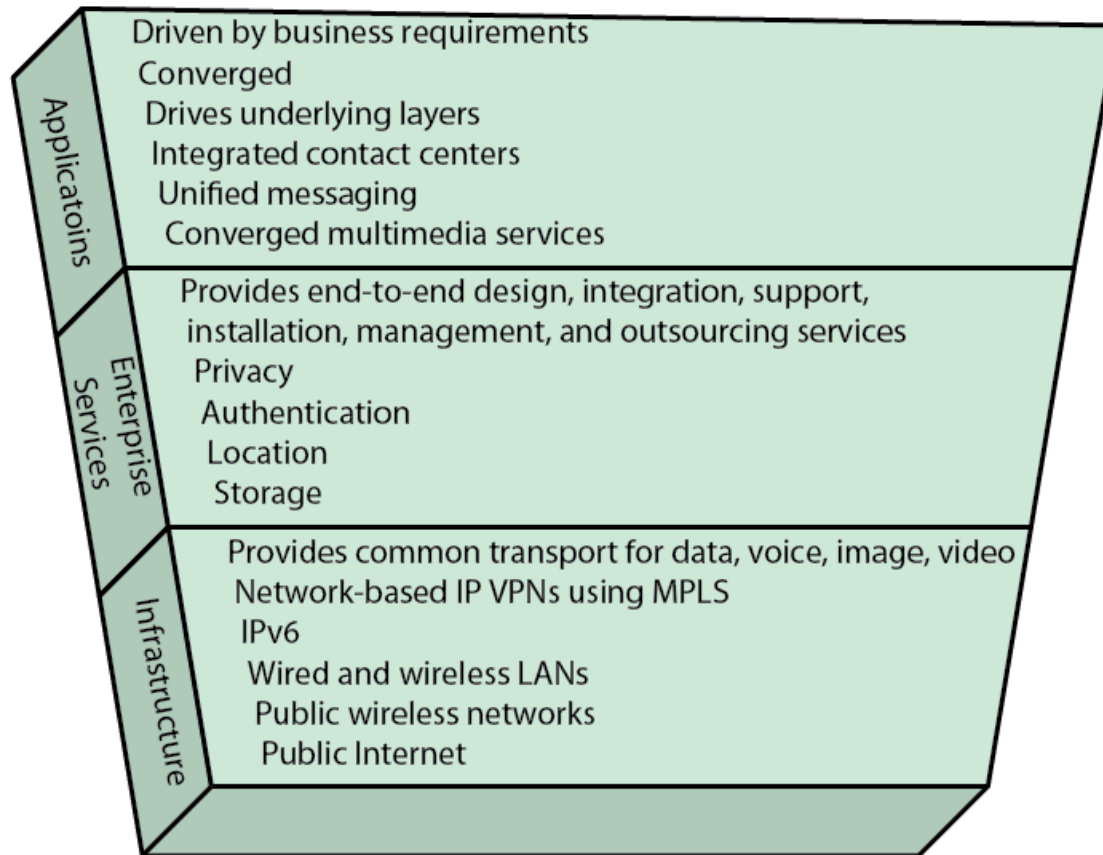 Applicatoins
Driven by business requirements
Converged
Drives underlying layers
Integrated contact centers
Unified messaging
Converged multimedia services
Enterprise
Services
Provides end-to-end design, integration, support,
installation, management, and outsourcing services
Privacy
Authentication
Location
Storage
Infrastructure
Provides common transport for data, voice, image, video
Network-based IP VPNs using MPLS
IPv6
Wired and wireless LANs
Public wireless networks
Public Internet